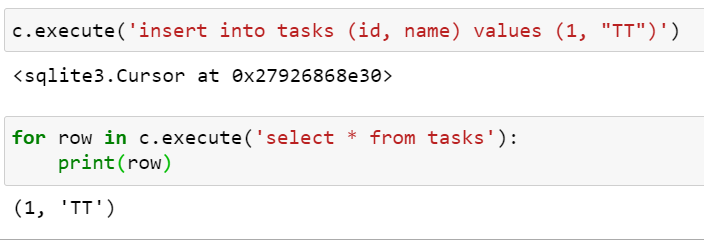 c.execute('insert into tasks (id, name) values (1, "TT")')
<sqlite3.Cursor at 0x27926868e30>
for row in c.execute('select * from tasks'):
    print(row)
(1, 'TT')